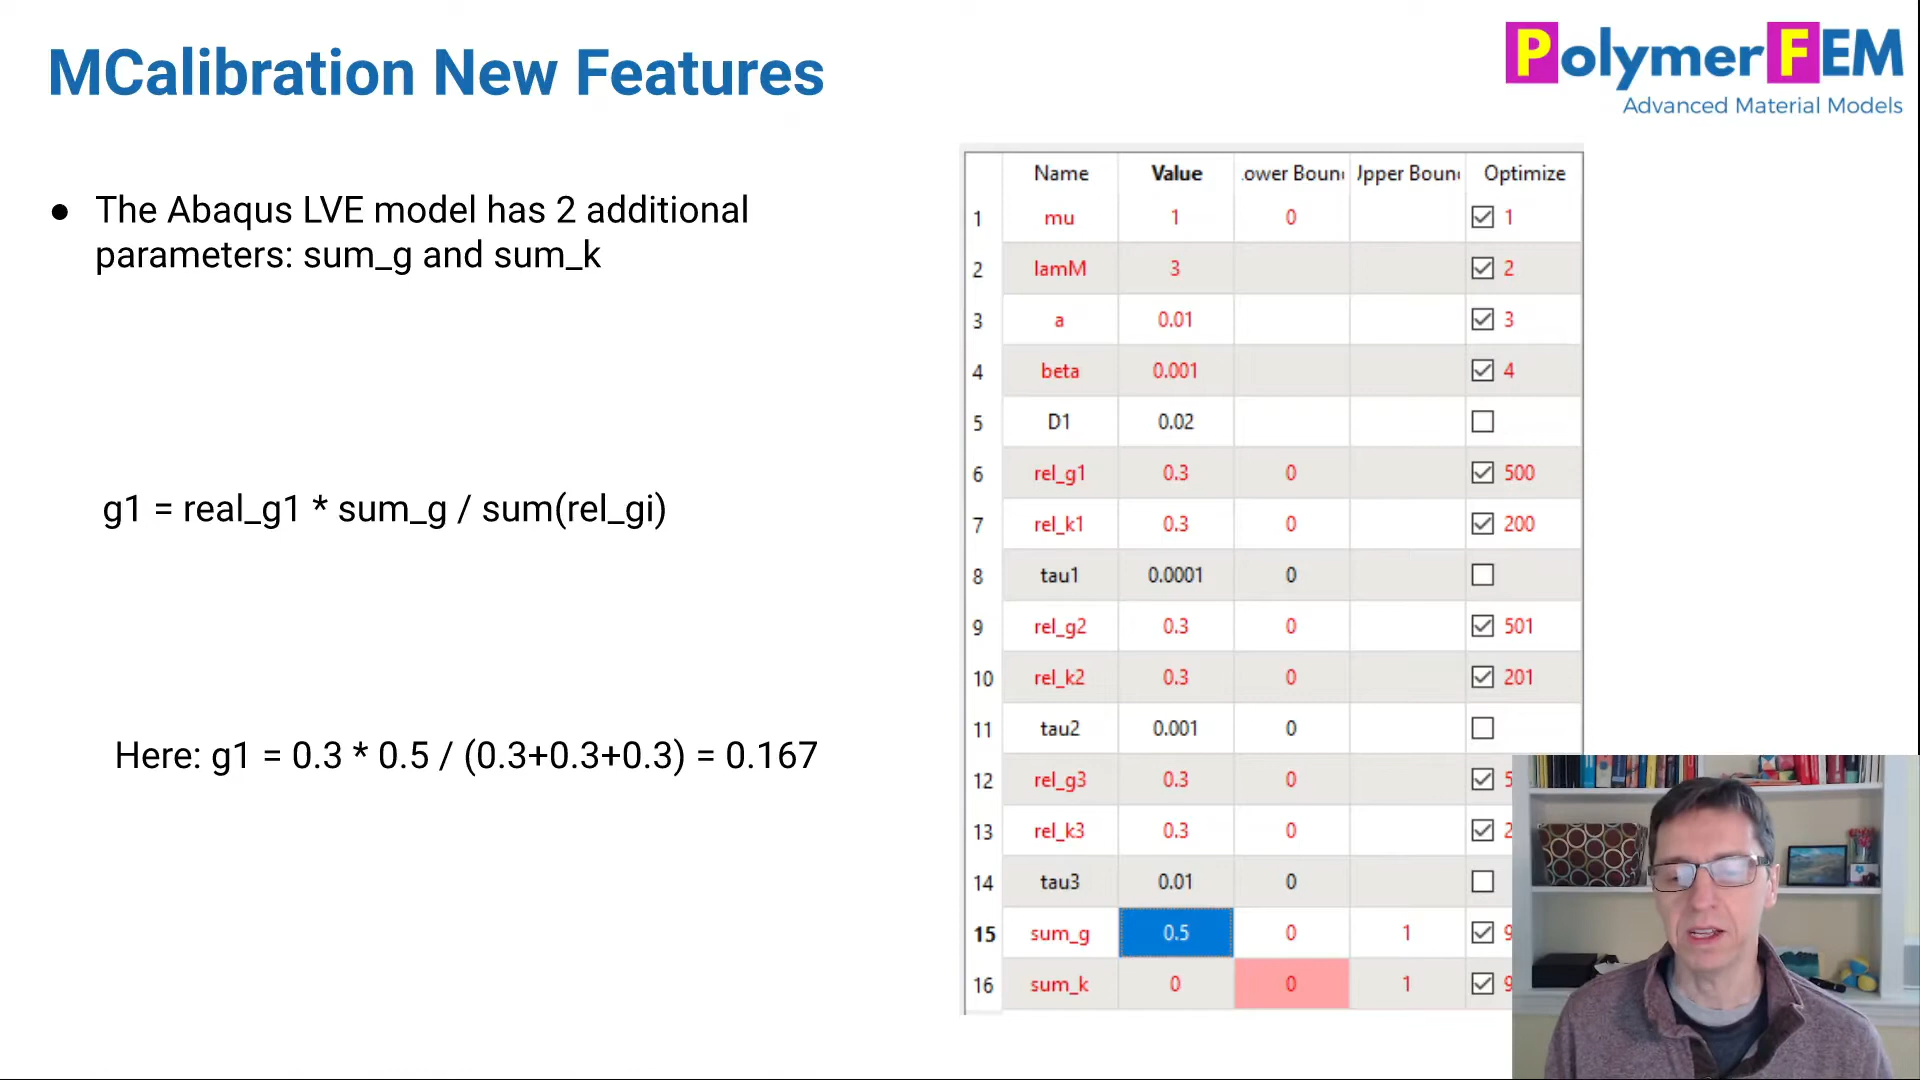 MCalibration New Features
PolymerFEM
Advanced Material Models
● The Abaqus LVE model has 2 additional
parameters: sum_g and sum_k
g1 = real_g1 * sum_g / sum(rel_gi)
Here: g1 = 0.3 * 0.5 / (0.3+0.3+0.3) = 0.167
Name Value Optimize
1 mu 1 0 1
2 lamM 3 2
3 a 0.01 3
4 beta 0.001 4
5 D1 0.02
6 rel_g1 0.3 0 500
7 rel_k1 0.3 0 200
8 tau1 0.0001 0
9 rel_g2 0.3 0 501
10 rel_k2 0.3 0 201
11 tau2 0.001 0
12 rel_g3 0.3 0 5
13 rel_k3 0.3 0 2
14 tau3 0.01 0
15 sum_g 0.5 0 1 9
16 sum_k 0 0 1 9